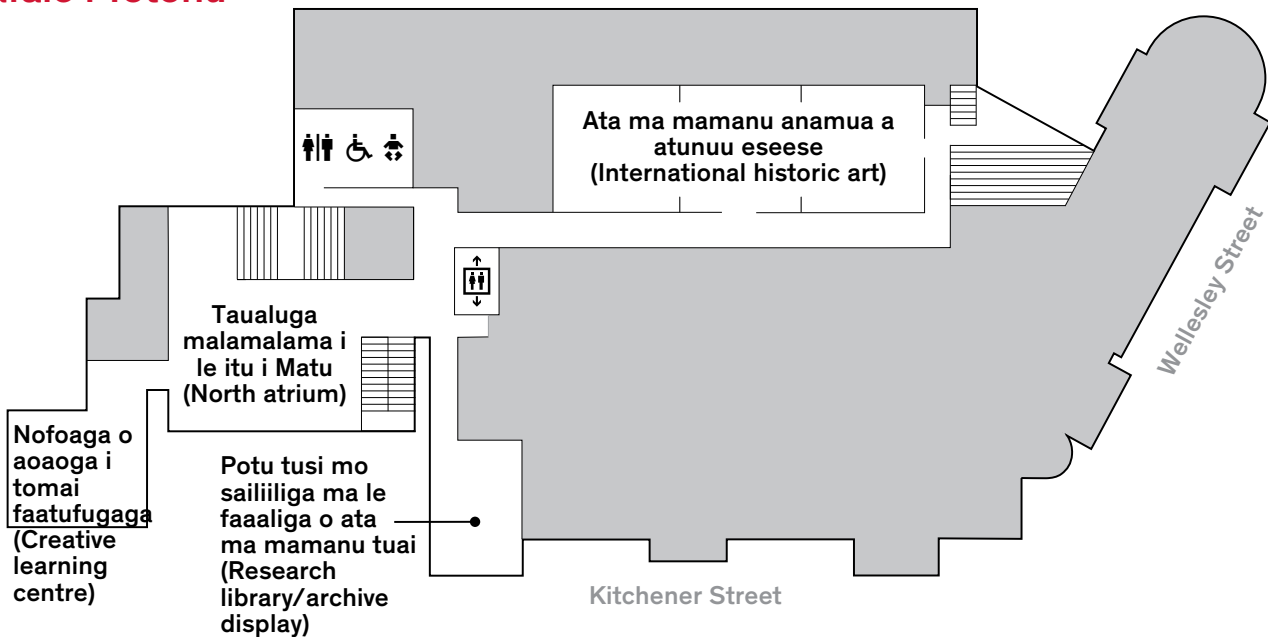 Ata ma mamanu anamua a
atunuu eseese
(International historic art)
Taualuga
malamalama i
le itu i Matu
(North atrium)
Nofoaga o
aoaoga i
tomai
faatufugaga
(Creative
learning
centre)
Potu tusi mo
sailiiliga ma le
faaaliga o ata
ma mamanu tuai
(Research
library/archive
display)
Kitchener Street
Wellesley Street